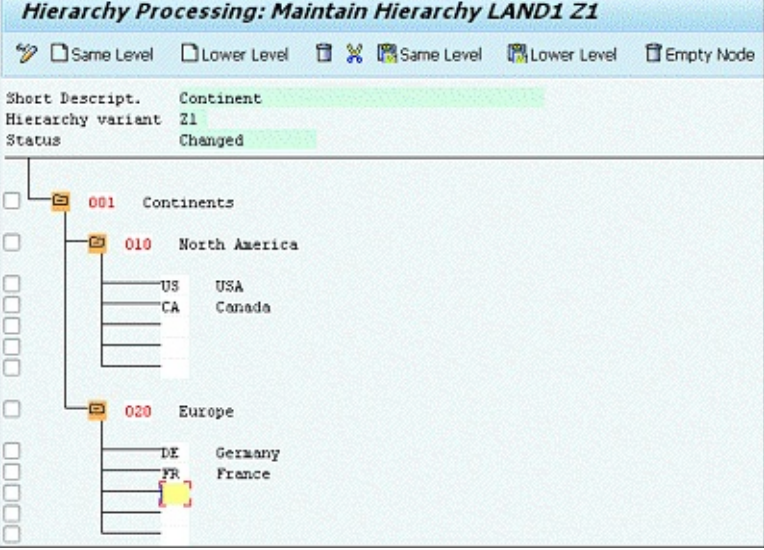 Hierarchy Processing: Maintain Hierarchy LAND1 Z1
Same Level Lower Level Same Level Lower Level Empty Node
Short Descript. Continent
Hierarchy variant Z1
Status Changed
001 Continents
010 North America
US USA
CA Canada
020 Europe
DE Germany
FR France